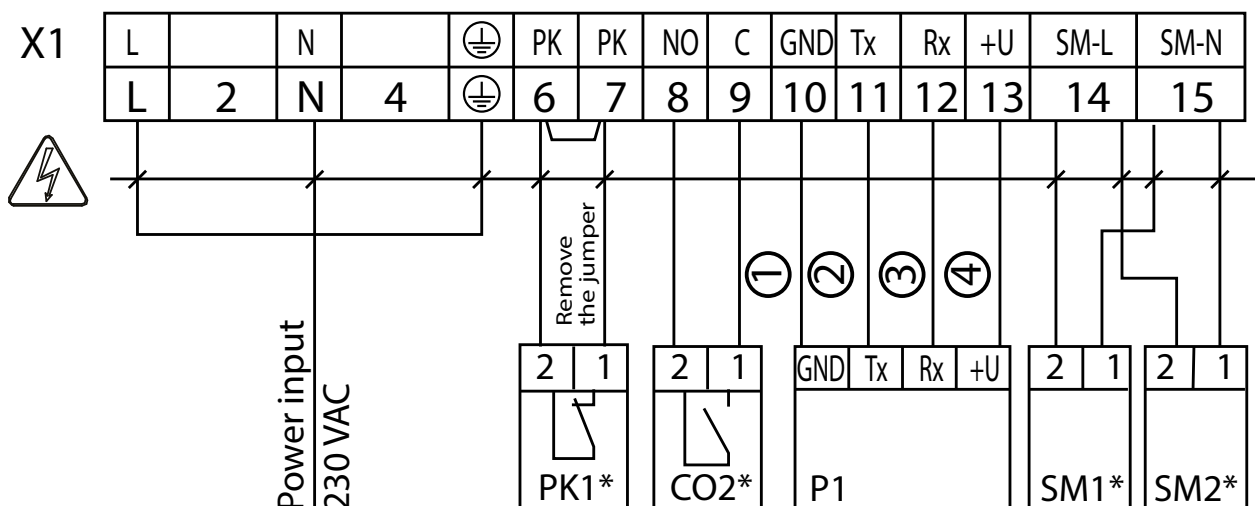 X1
L N PK PK NO C GND Tx Rx +U SM-L SM-N
L 2 N 4 6 7 8 9 10 11 12 13 14 15
Remove
the jumper
1 2 3 4
Power input
230 VAC
2 1 2 1 GND Tx Rx +U 2 1 2 1
PK1* CO2* P1 SM1* SM2*